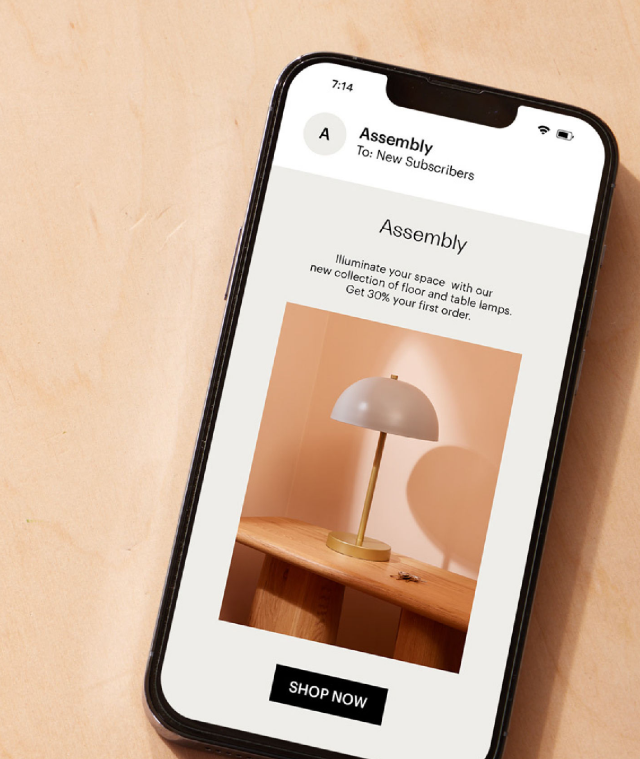 7:14
A
Assembly
To: New Subscribers
Assembly
Illuminate your space with our
new collection of floor and table lamps.
Get 30% your first order.
SHOP NOW